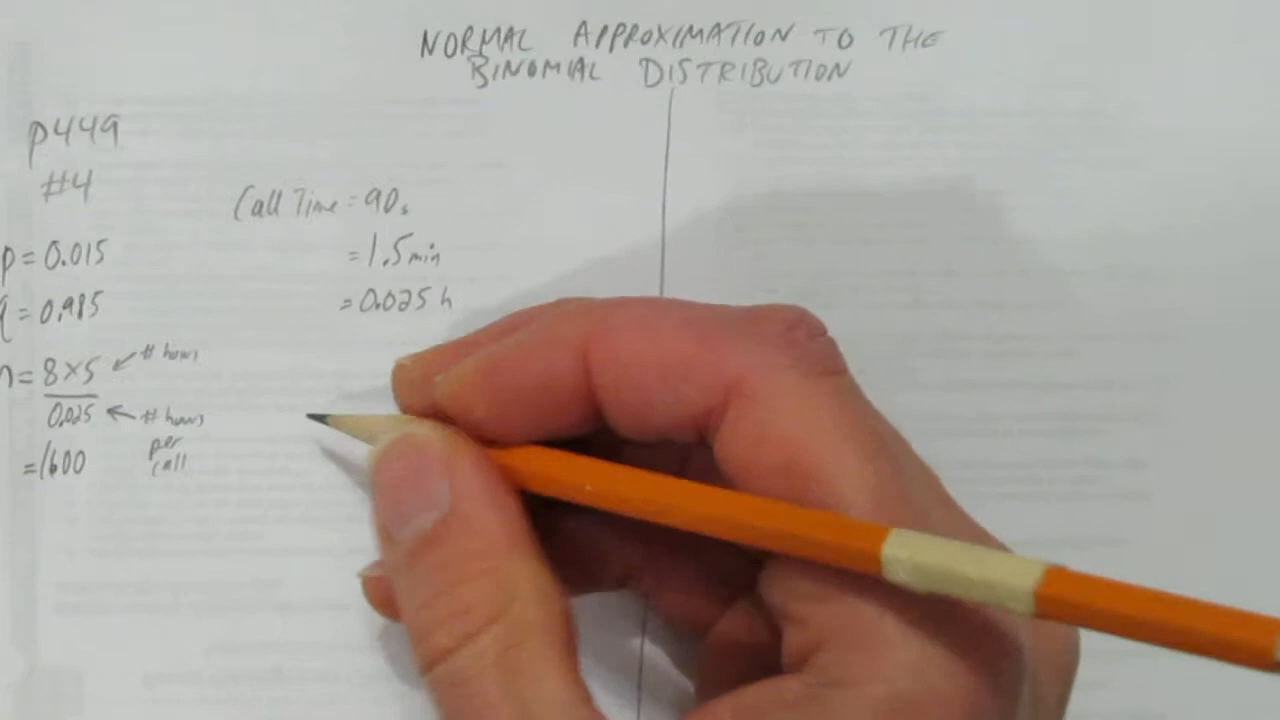 NORMAL APPROXIMATION TO THE
BINOMIAL DISTRIBUTION
p449
#4
p = 0.015
q = 0.985
n = 8×5 ← # hours
0.025 ← # hours
per
call
= 1600
Call Time = 90s
= 1.5 min
= 0.025 h